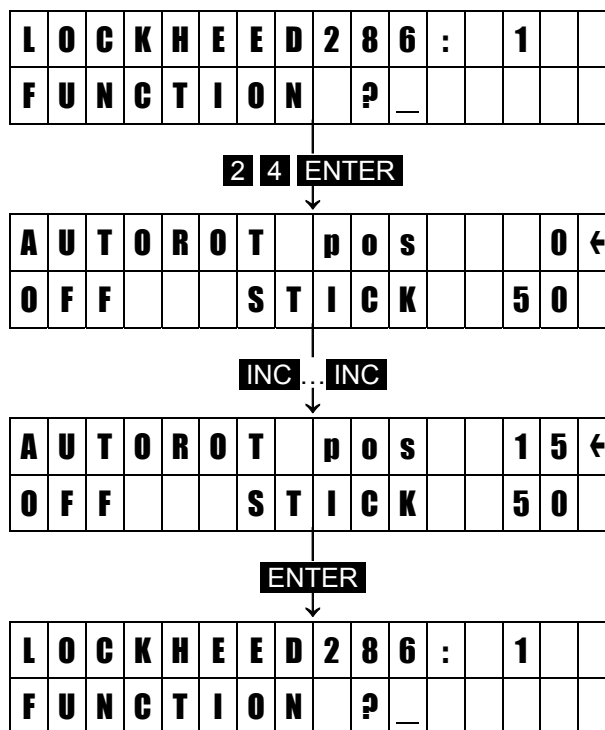 LOCKHEED286: 1
FUNCTION ?_
2 4 ENTER
↓
AUTOROT pos 0←
OFF STICK 50
INC...INC
↓
AUTOROT pos 15←
OFF STICK 50
ENTER
↓
LOCKHEED286: 1
FUNCTION ?_